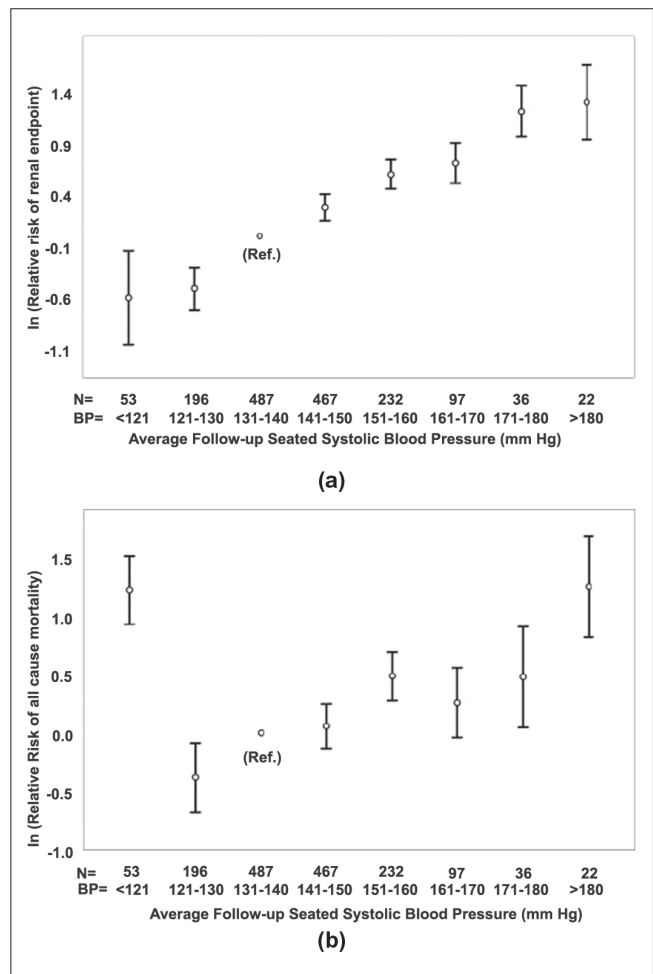 ln (Relative risk of renal endpoint)
1.4
0.9
0.4
-0.1
-0.6
-1.1
(Ref.)
N= 53 196 487 467 232 97 36 22
BP= <121 121-130 131-140 141-150 151-160 161-170 171-180 >180
Average Follow-up Seated Systolic Blood Pressure (mm Hg)
(a)
ln (Relative Risk of all cause mortality)
1.5
1.0
0.5
0.0
-0.5
-1.0
(Ref.)
N= 53 196 487 467 232 97 36 22
BP= <121 121-130 131-140 141-150 151-160 161-170 171-180 >180
Average Follow-up Seated Systolic Blood Pressure (mm Hg)
(b)